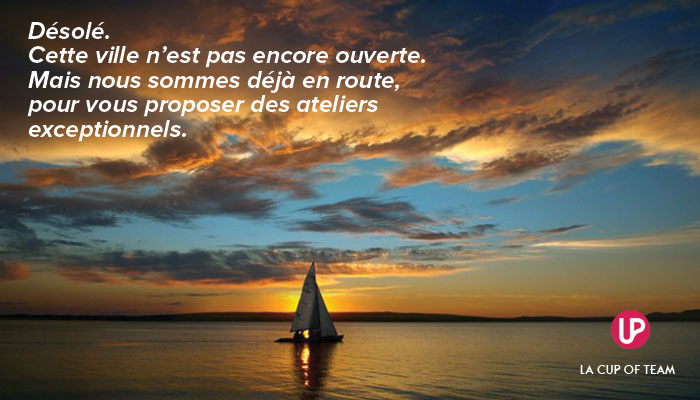 Désolé.
Cette ville n’est pas encore ouverte.
Mais nous sommes déjà en route,
pour vous proposer des ateliers
exceptionnels.
UP
LA CUP OF TEAM